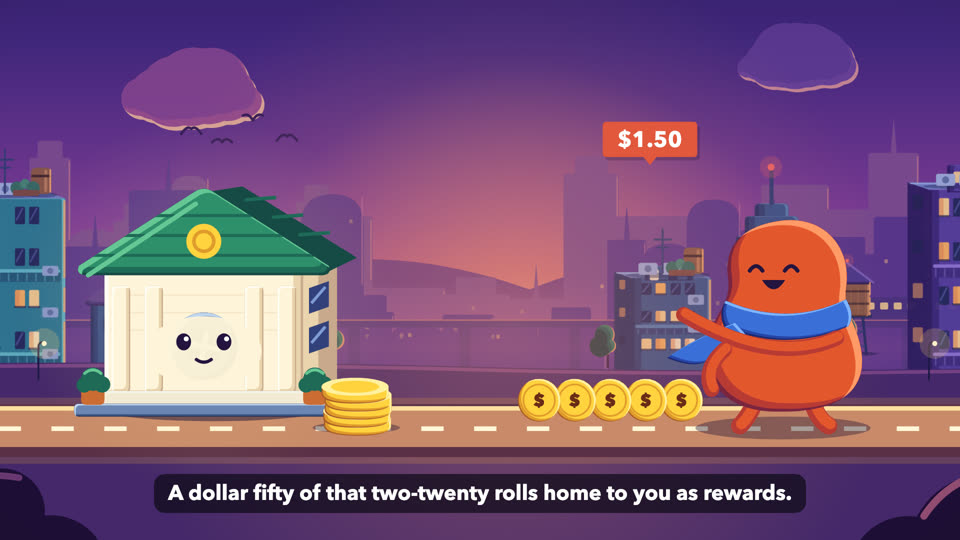 $1.50
$ $ $ $ $
A dollar fifty of that two-twenty rolls home to you as rewards.